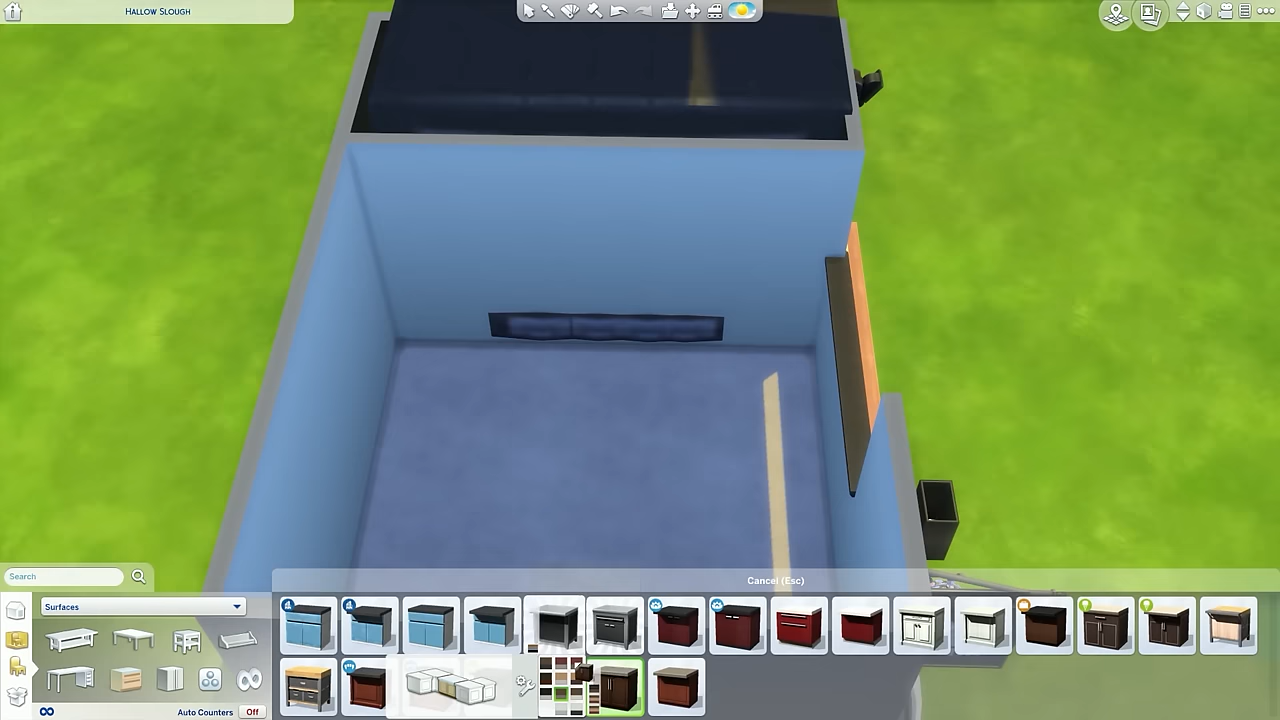 HALLOW SLOUGH
Cancel (Esc)
Search
Surfaces
Auto Counters Off